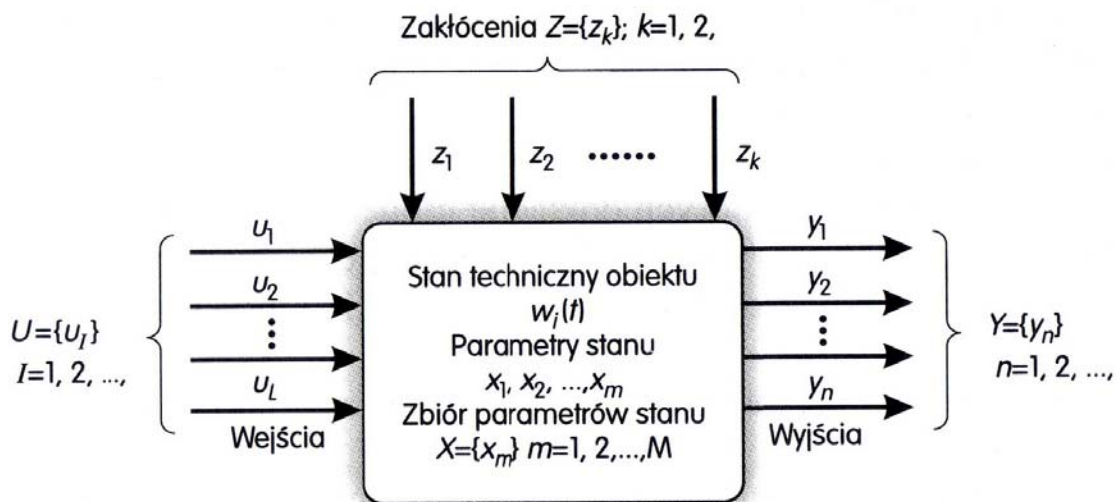 Zakłócenia Z={zₖ}; k=1, 2,
z₁
z₂
......
zₖ
u₁
u₂
uL
U={u_I}
I=1, 2, ...,
Wejścia
Stan techniczny obiektu
wᵢ(t)
Parametry stanu
x₁, x₂, ...,xₘ
Zbiór parametrów stanu
X={xₘ} m=1, 2,...,M
y₁
y₂
yₙ
Wyjścia
Y={yₙ}
n=1, 2, ...,